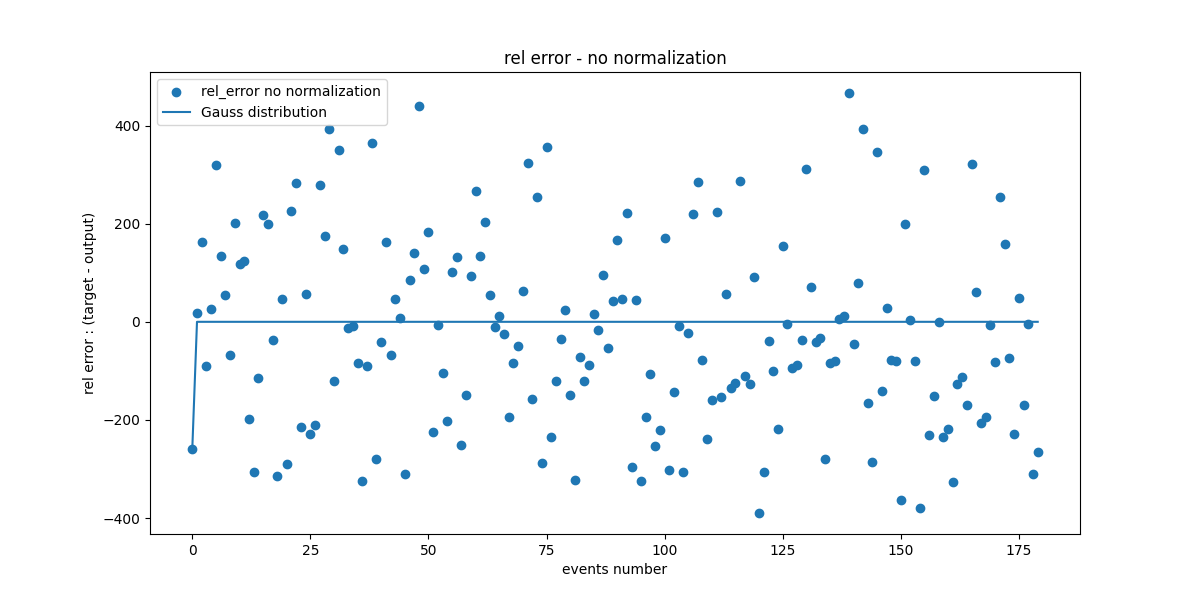 rel error - no normalization
rel_error no normalization
Gauss distribution
rel error : (target - output)
400
200
0
−200
−400
0
25
50
75
100
125
150
175
events number